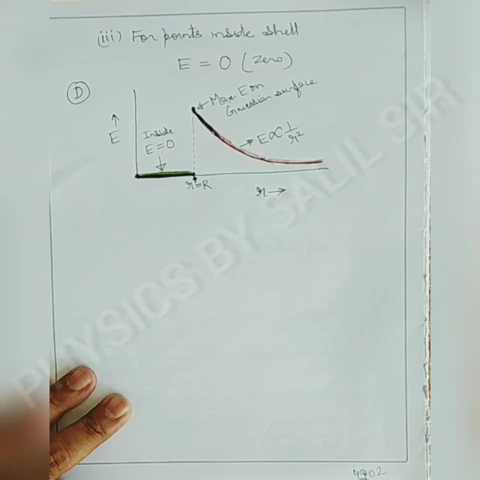 (iii) For points inside shell
E = 0 (Zero)
D
Max. E on
Gaussian surface
↑
E
Inside
E=0
E∝1/r²
r=R
r→
PHYSICS BY SALIL SIR